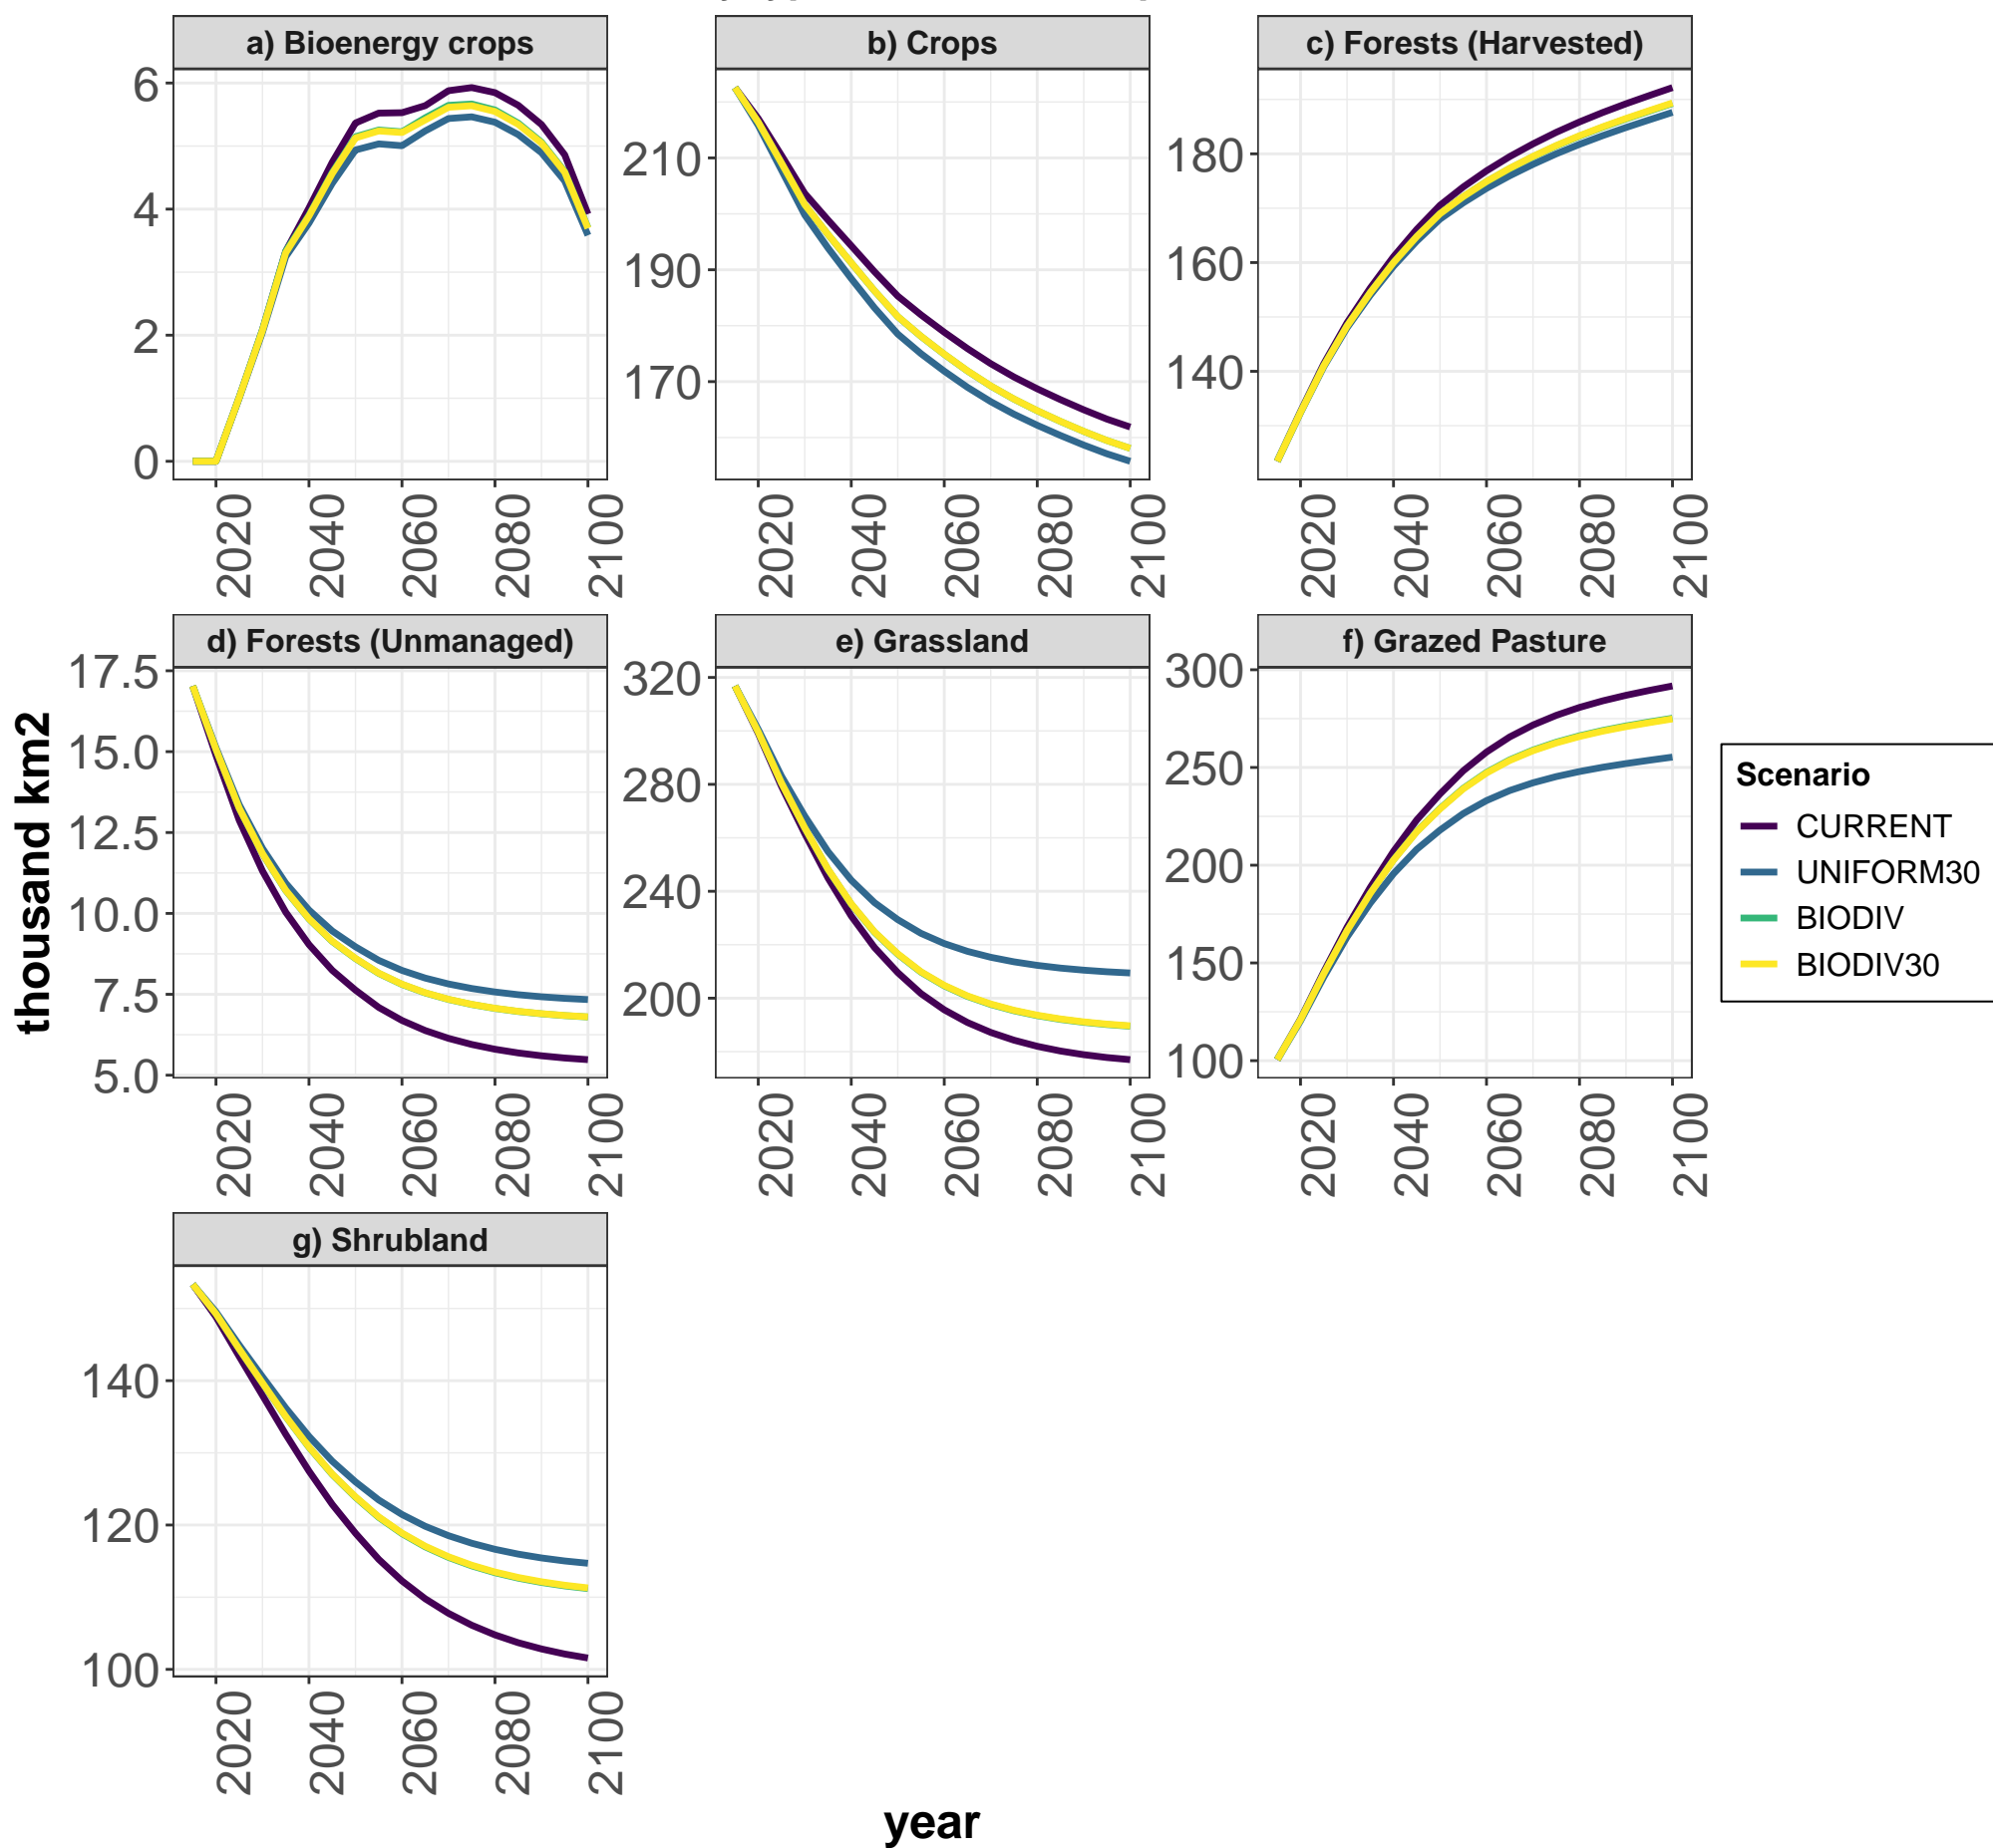 a) Bioenergy crops
6
4
2
0
2020 2040 2060 2080 2100
b) Crops
210
190
170
2020 2040 2060 2080 2100
c) Forests (Harvested)
180
160
140
2020 2040 2060 2080 2100
d) Forests (Unmanaged)
17.5
15.0
12.5
10.0
7.5
5.0
2020 2040 2060 2080 2100
e) Grassland
320
280
240
200
2020 2040 2060 2080 2100
f) Grazed Pasture
300
250
200
150
100
2020 2040 2060 2080 2100
g) Shrubland
140
120
100
2020 2040 2060 2080 2100
thousand km2
year
Scenario
CURRENT
UNIFORM30
BIODIV
BIODIV30